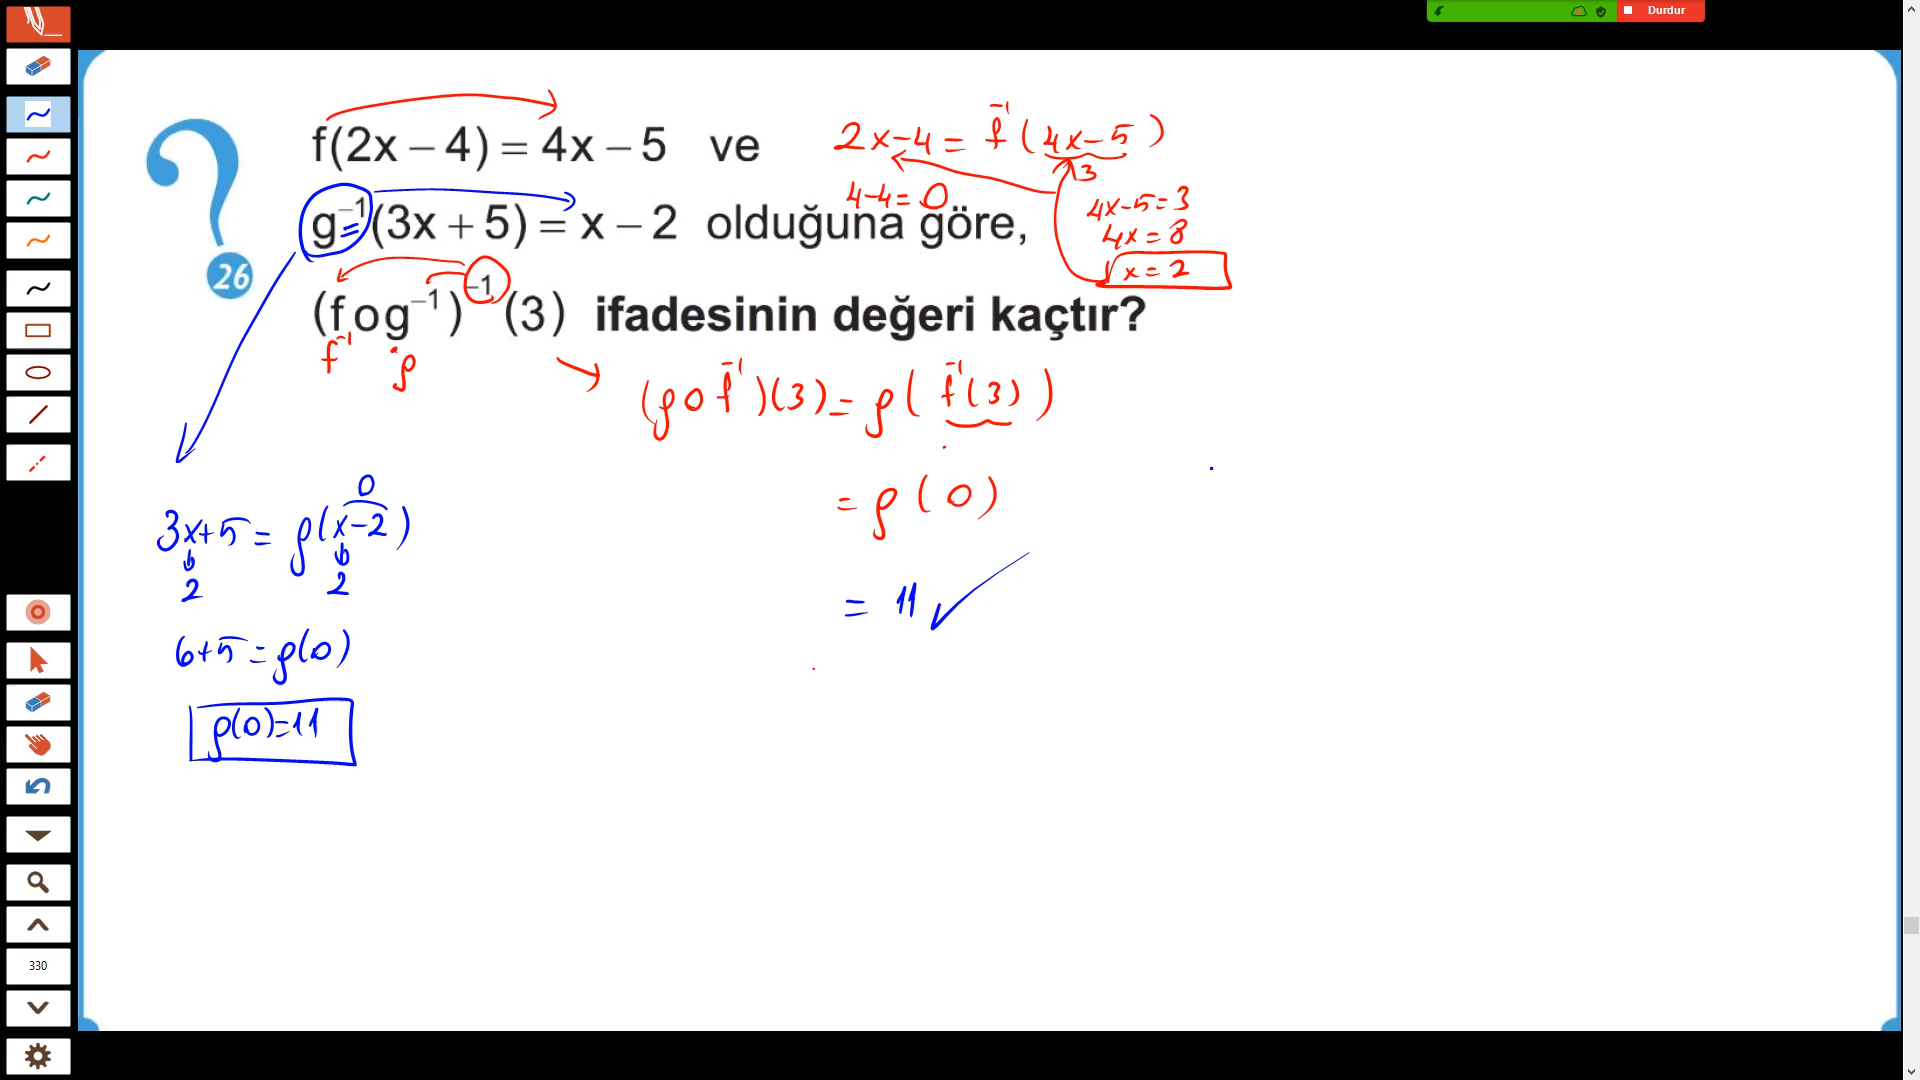 Durdur
f(2x – 4) = 4x – 5 ve
2x-4 = f⁻¹(4x-5)
3
4-4=0
4x-5=3
4x=8
x=2
g⁻¹(3x + 5) = x – 2 olduğuna göre,
26
(fog⁻¹)⁻¹(3) ifadesinin değeri kaçtır?
f⁻¹ g
(gof⁻¹)(3) = g(f⁻¹(3))
= g(0)
= 11
0
3x+5 = g(x-2)
2 2
6+5 = g(0)
g(0)=11
330